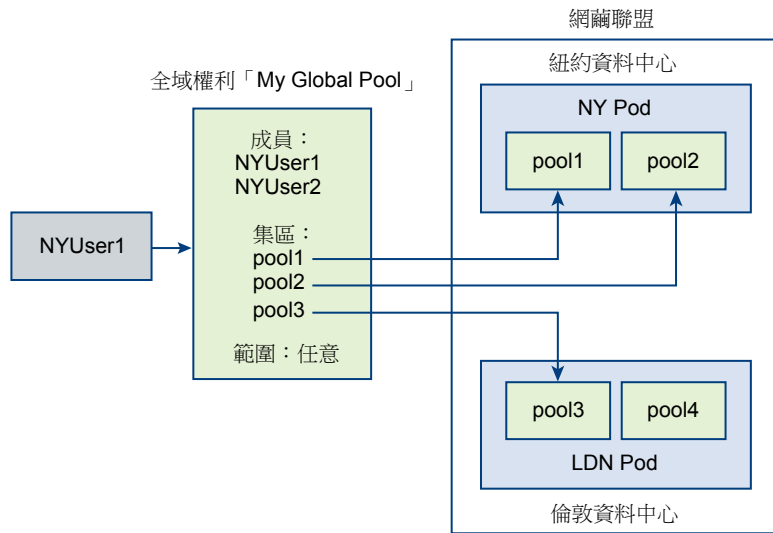 網繭聯盟
紐約資料中心
全域權利「My Global Pool」
NY Pod
成員：
NYUser1
NYUser2
pool1
pool2
NYUser1
集區：
pool1
pool2
pool3
範圍：任意
pool3
pool4
LDN Pod
倫敦資料中心